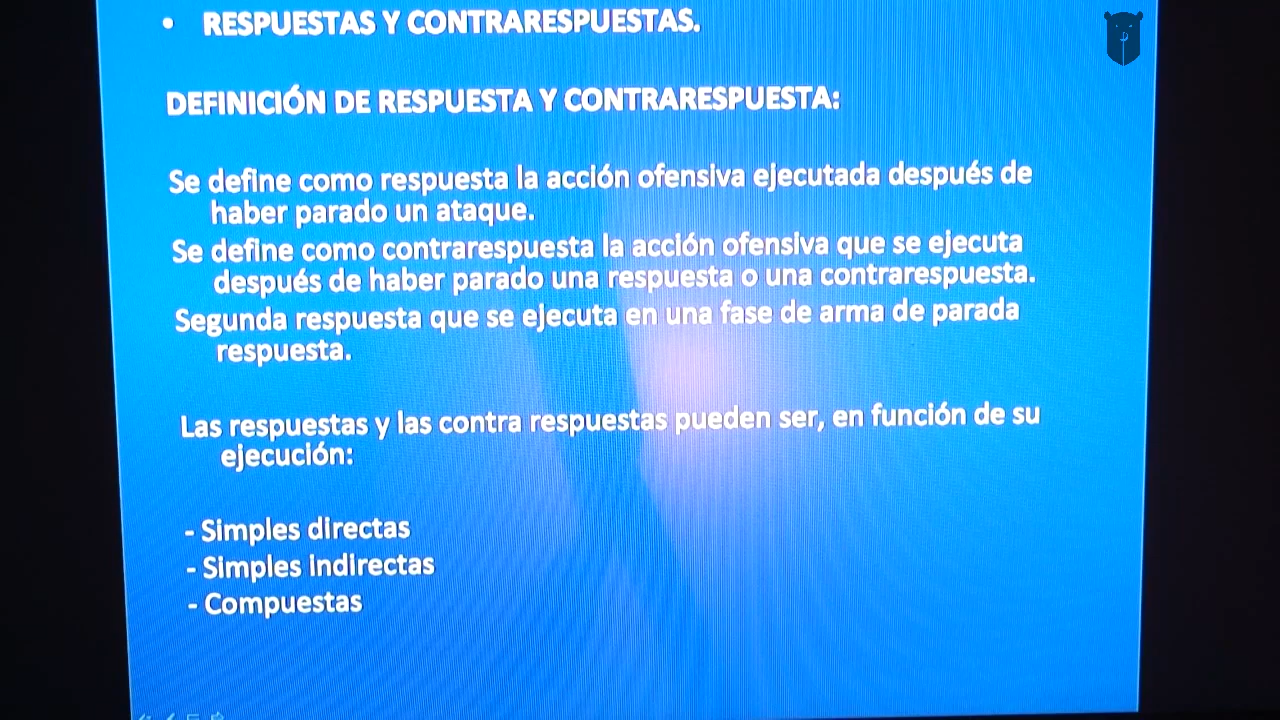 • RESPUESTAS Y CONTRARESPUESTAS.
DEFINICIÓN DE RESPUESTA Y CONTRARESPUESTA:
Se define como respuesta la acción ofensiva ejecutada después de
haber parado un ataque.
Se define como contrarespuesta la acción ofensiva que se ejecuta
después de haber parado una respuesta o una contrarespuesta.
Segunda respuesta que se ejecuta en una fase de arma de parada
respuesta.
Las respuestas y las contra respuestas pueden ser, en función de su
ejecución:
- Simples directas
- Simples indirectas
- Compuestas